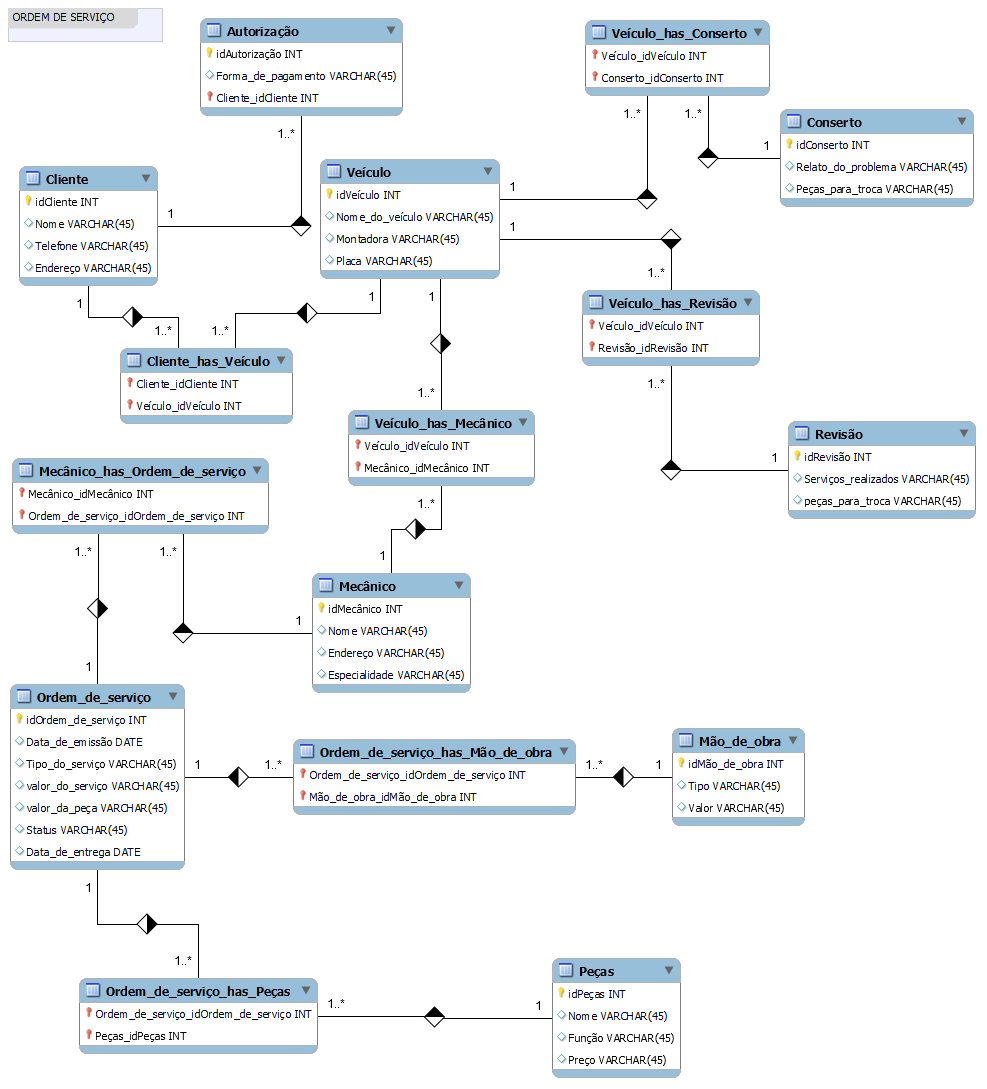 ORDEM DE SERVIÇO
Autorização
idAutorização INT
Forma_de_pagamento VARCHAR(45)
Cliente_idCliente INT
1..*
Veículo_has_Conserto
Veículo_idVeículo INT
Conserto_idConserto INT
1..*
1..*
Conserto
idConserto INT
Relato_do_problema VARCHAR(45)
Peças_para_troca VARCHAR(45)
1
Cliente
idCliente INT
Nome VARCHAR(45)
Telefone VARCHAR(45)
Endereço VARCHAR(45)
1
1
1..*
Veículo
idVeículo INT
Nome_do_veículo VARCHAR(45)
Montadora VARCHAR(45)
Placa VARCHAR(45)
1
1
1
1
1..*
Veículo_has_Revisão
Veículo_idVeículo INT
Revisão_idRevisão INT
1..*
1..*
Cliente_has_Veículo
Cliente_idCliente INT
Veículo_idVeículo INT
1..*
Veículo_has_Mecânico
Veículo_idVeículo INT
Mecânico_idMecânico INT
1..*
1
Revisão
idRevisão INT
Serviços_realizados VARCHAR(45)
peças_para_troca VARCHAR(45)
1
Mecânico_has_Ordem_de_serviço
Mecânico_idMecânico INT
Ordem_de_serviço_idOrdem_de_serviço INT
1..*
1..*
Mecânico
idMecânico INT
Nome VARCHAR(45)
Endereço VARCHAR(45)
Especialidade VARCHAR(45)
1
1
Ordem_de_serviço
idOrdem_de_serviço INT
Data_de_emissão DATE
Tipo_do_serviço VARCHAR(45)
valor_do_serviço VARCHAR(45)
valor_da_peça VARCHAR(45)
Status VARCHAR(45)
Data_de_entrega DATE
1
1..*
Ordem_de_serviço_has_Mão_de_obra
Ordem_de_serviço_idOrdem_de_serviço INT
Mão_de_obra_idMão_de_obra INT
1..*
1
Mão_de_obra
idMão_de_obra INT
Tipo VARCHAR(45)
Valor VARCHAR(45)
1
1..*
Ordem_de_serviço_has_Peças
Ordem_de_serviço_idOrdem_de_serviço INT
Peças_idPeças INT
1..*
1
Peças
idPeças INT
Nome VARCHAR(45)
Função VARCHAR(45)
Preço VARCHAR(45)